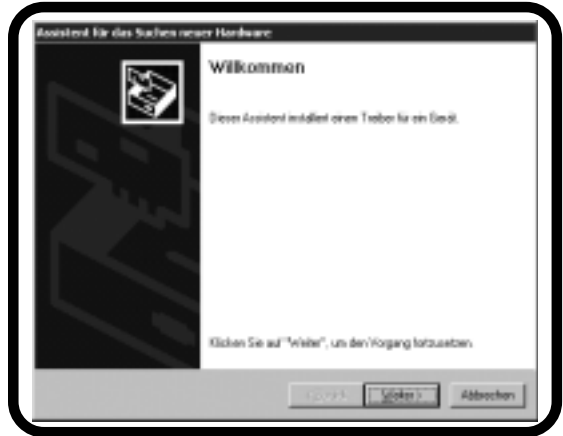 Assistent für das Suchen neuer Hardware
Willkommen
Dieser Assistent installiert einen Treiber für ein Gerät.
Klicken Sie auf "Weiter", um den Vorgang fortzusetzen.
< Zurück
Weiter >
Abbrechen